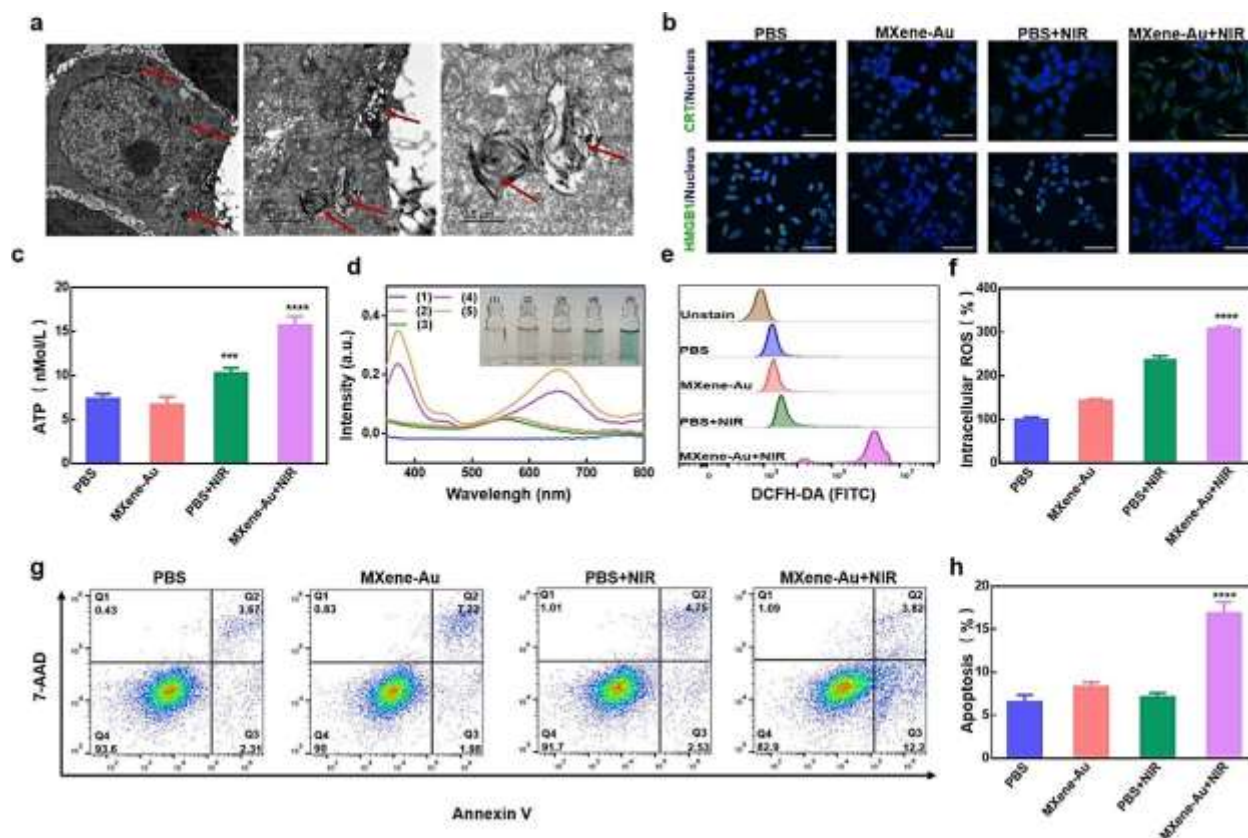 a
b
PBS
MXene-Au
PBS+NIR
MXene-Au+NIR
CRT/Nucleus
HMGB1/Nucleus
c
ATP ( nMol/L )
20
15
10
5
0
***
****
PBS
MXene-Au
PBS+NIR
MXene-Au+NIR
d
Intensity (a.u.)
0.4
0.2
0.0
(1)
(2)
(3)
(4)
(5)
400
500
600
700
800
Wavelengh (nm)
e
Unstain
PBS
MXene-Au
PBS+NIR
MXene-Au+NIR
0
DCFH-DA (FITC)
f
Intracellular ROS ( % )
400
300
200
100
0
****
PBS
MXene-Au
PBS+NIR
MXene-Au+NIR
g
PBS
MXene-Au
PBS+NIR
MXene-Au+NIR
7-AAD
Q1
0.43
Q2
3.67
Q4
93.6
Q3
2.31
Q1
0.83
Q2
7.22
Q4
90
Q3
1.98
Q1
1.01
Q2
4.75
Q4
91.7
Q3
2.53
Q1
1.09
Q2
3.82
Q4
82.9
Q3
12.2
Annexin V
h
Apoptosis ( % )
20
15
10
5
0
****
PBS
MXene-Au
PBS+NIR
MXene-Au+NIR